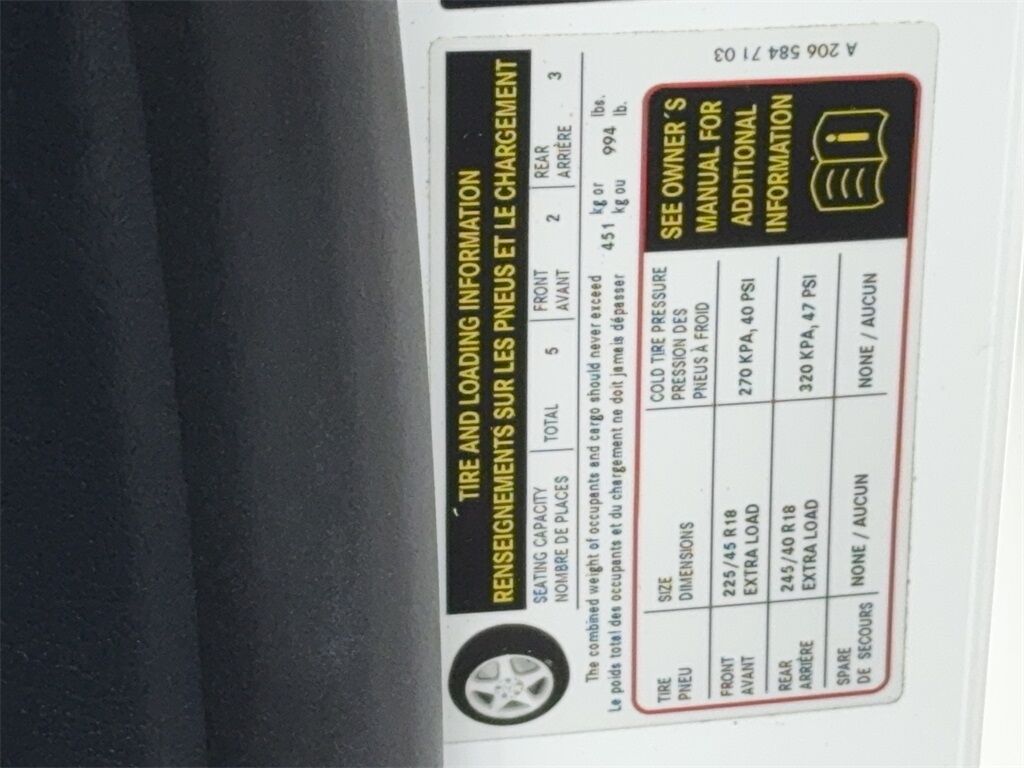 TIRE AND LOADING INFORMATION
RENSEIGNEMENTS SUR LES PNEUS ET LE CHARGEMENT
SEATING CAPACITY TOTAL 5 FRONT 2 REAR 3
NOMBRE DE PLACES AVANT ARRIÈRE
The combined weight of occupants and cargo should never exceed 451 kg or 994 lbs.
Le poids total des occupants et du chargement ne doit jamais dépasser kg ou lb.
TIRE SIZE COLD TIRE PRESSURE
PNEU DIMENSIONS PRESSION DES
PNEUS À FROID
FRONT 225/45 R18 270 KPA, 40 PSI
AVANT EXTRA LOAD
REAR 245/40 R18 320 KPA, 47 PSI
ARRIÈRE EXTRA LOAD
SPARE NONE / AUCUN NONE / AUCUN
DE SECOURS
SEE OWNER'S
MANUAL FOR
ADDITIONAL
INFORMATION
i
A 206 584 71 03